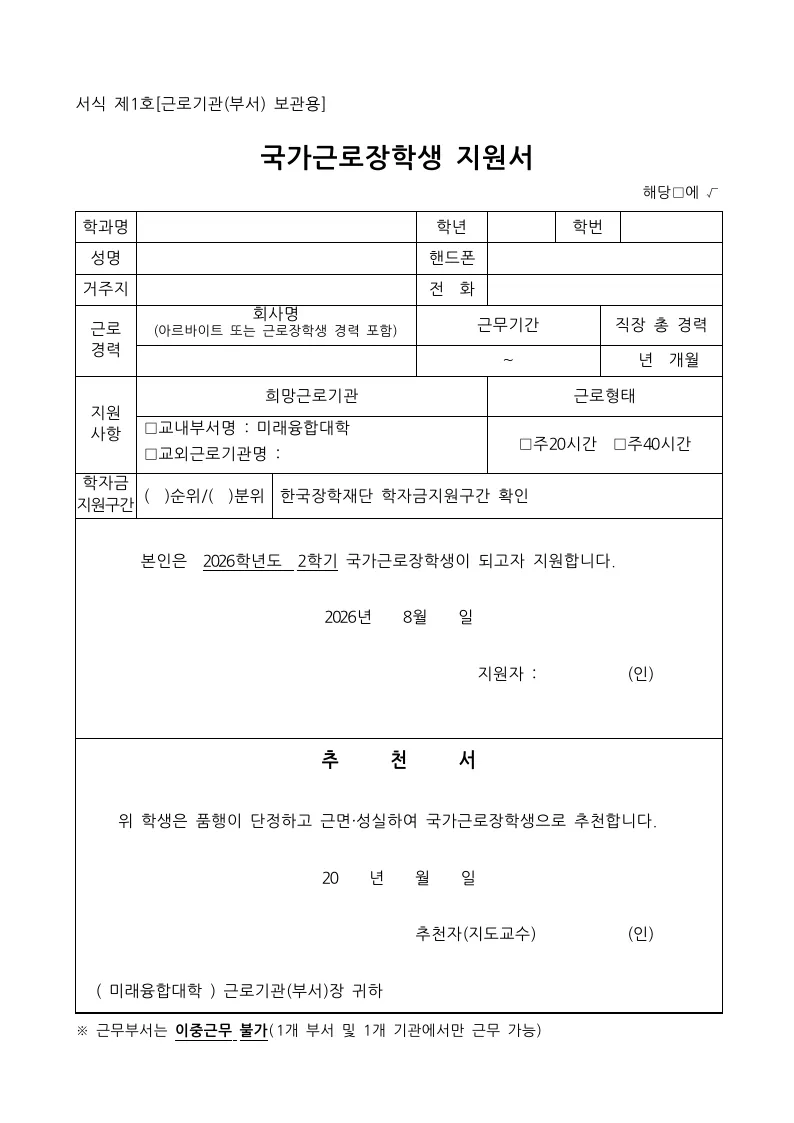 서식 제1호[근로기관(부서) 보관용]
국가근로장학생 지원서
해당□에 √
학과명 학년 학번
성명 핸드폰
거주지 전 화
근로 경력 회사명 (아르바이트 또는 근로장학생 경력 포함) 근무기간 직장 총 경력
~ 년 개월
지원 사항 희망근로기관 근로형태
□교내부서명 : 미래융합대학
□교외근로기관명 :
□주20시간 □주40시간
학자금 지원구간 ( )순위/( )분위 한국장학재단 학자금지원구간 확인
본인은 2026학년도 2학기 국가근로장학생이 되고자 지원합니다.
2026년 8월 일
지원자 : (인)
추 천 서
위 학생은 품행이 단정하고 근면·성실하여 국가근로장학생으로 추천합니다.
20 년 월 일
추천자(지도교수) (인)
( 미래융합대학 ) 근로기관(부서)장 귀하
※ 근무부서는 이중근무 불가(1개 부서 및 1개 기관에서만 근무 가능)